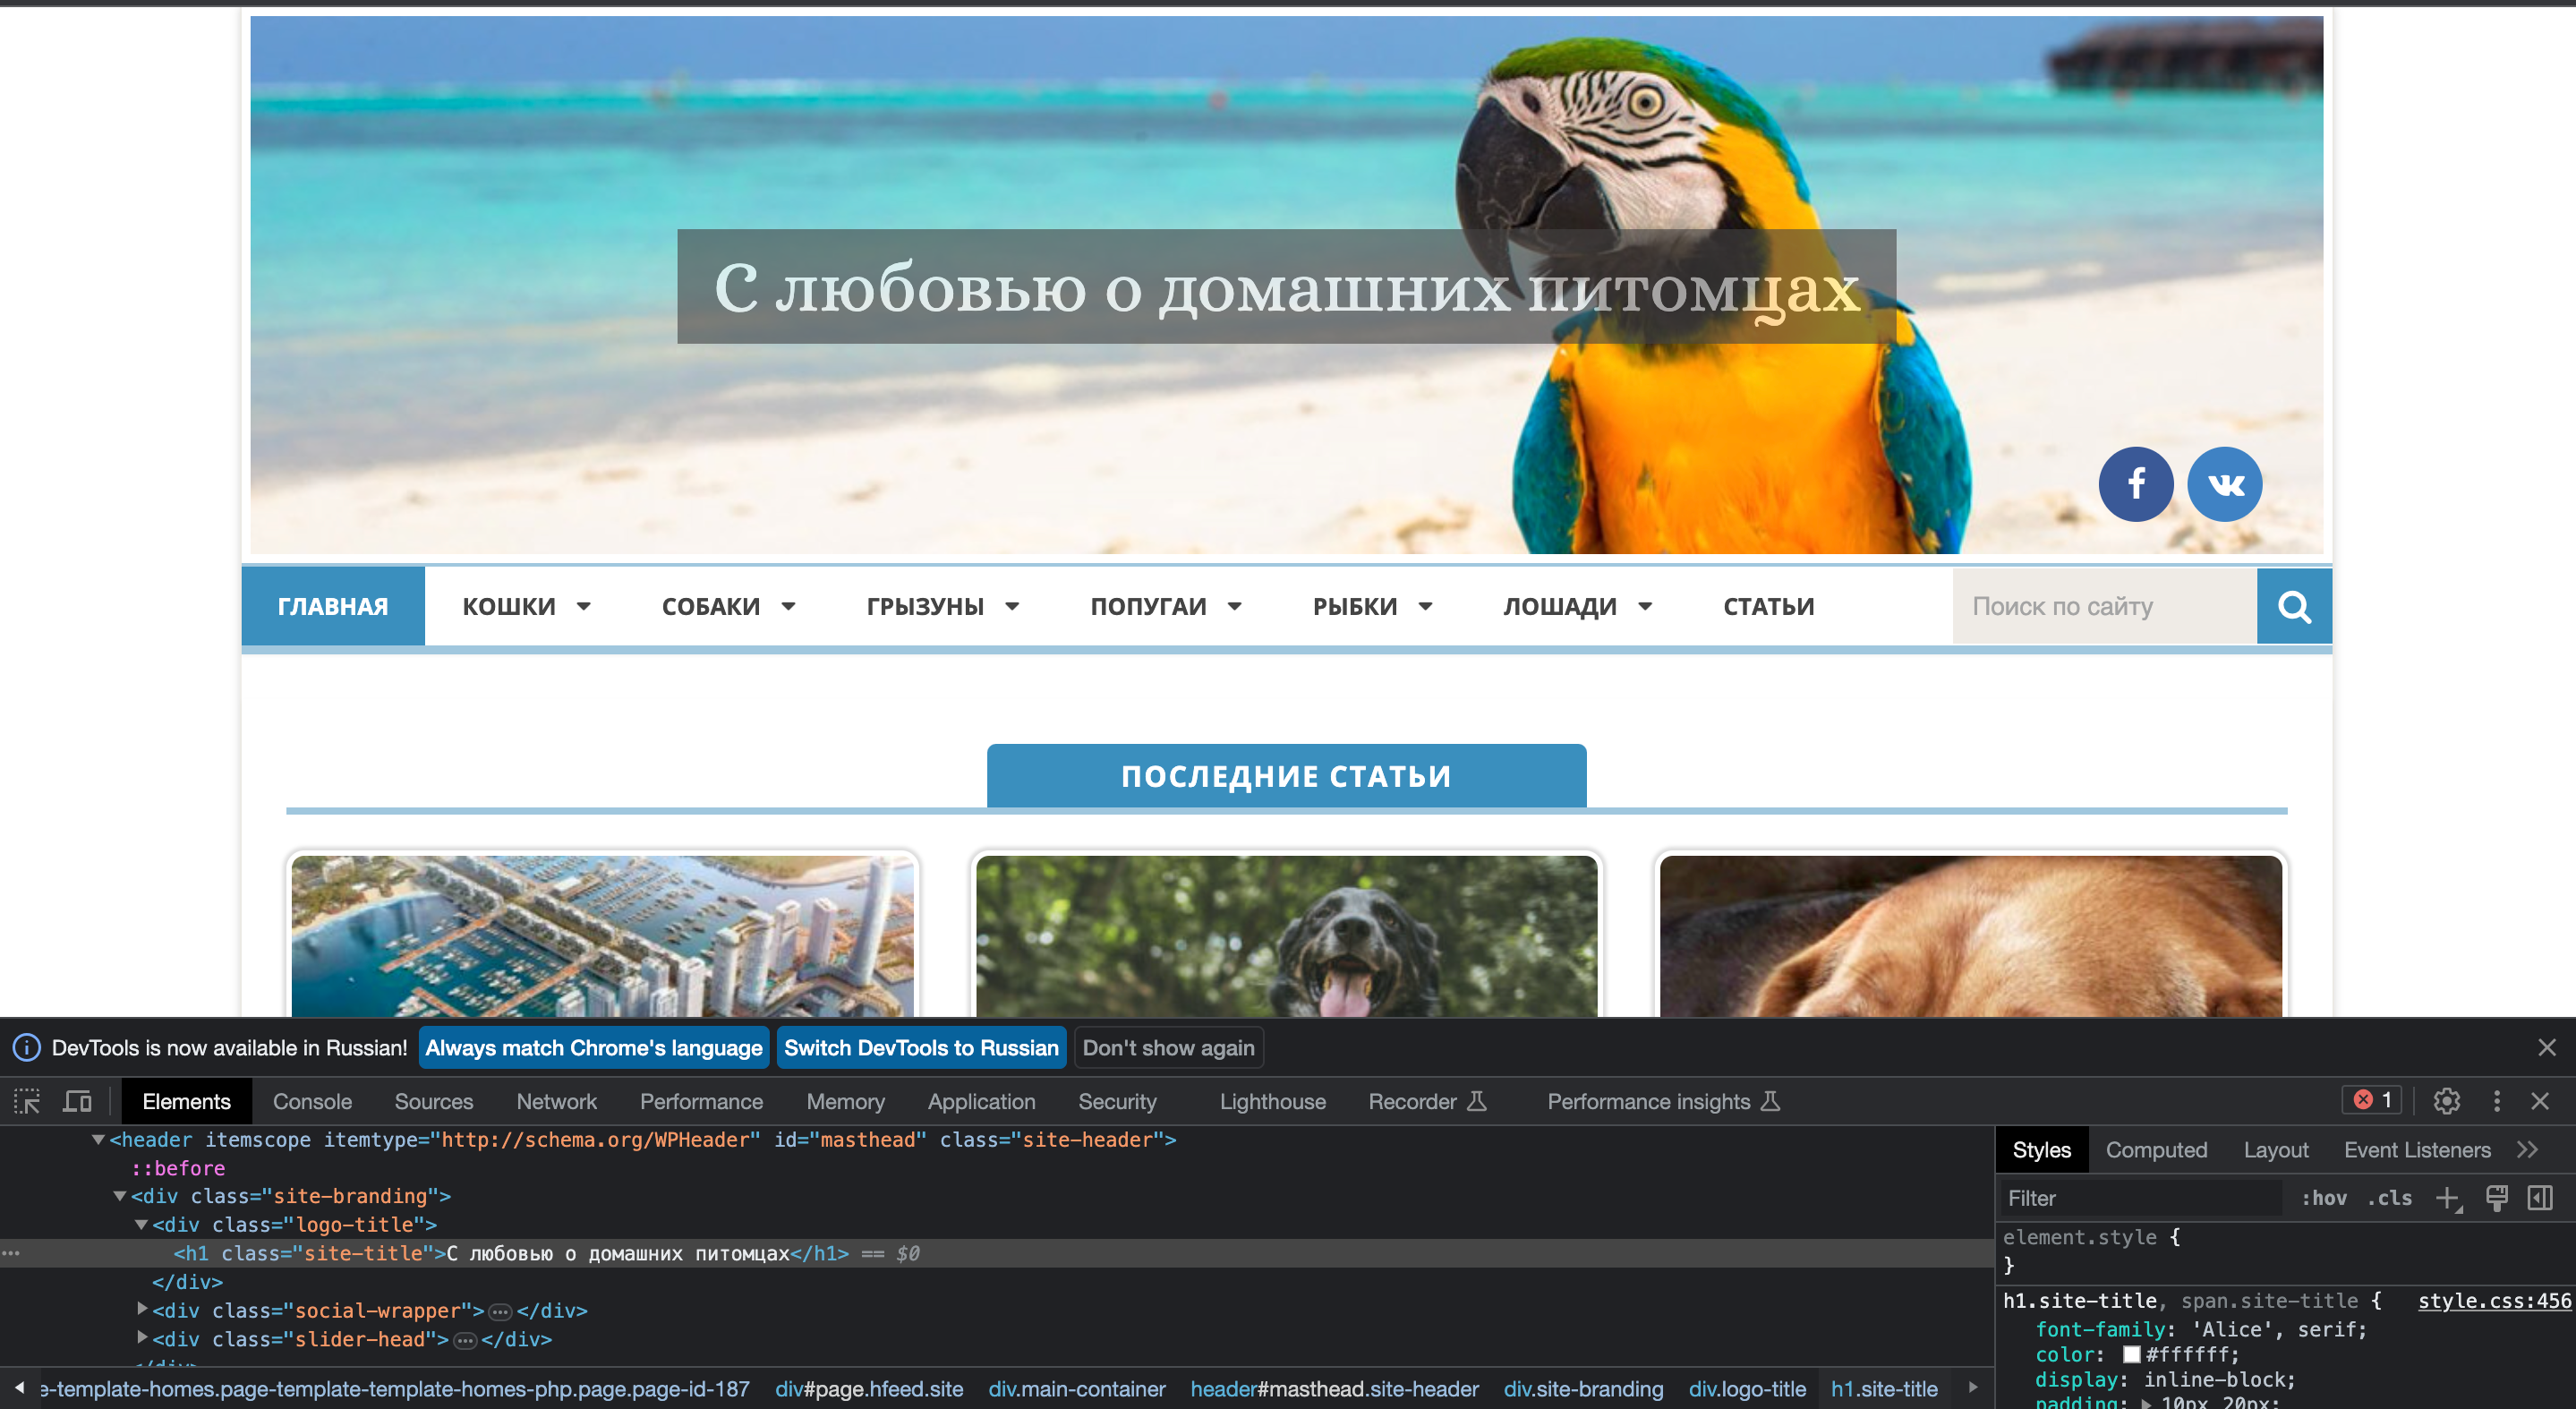 С любовью о домашних питомцах
ГЛАВНАЯ КОШКИ СОБАКИ ГРЫЗУНЫ ПОПУГАИ РЫБКИ ЛОШАДИ СТАТЬИ Поиск по сайту
ПОСЛЕДНИЕ СТАТЬИ
DevTools is now available in Russian! Always match Chrome's language Switch DevTools to Russian Don't show again
Elements Console Sources Network Performance Memory Application Security Lighthouse Recorder Performance insights 1
<header itemscope itemtype="http://schema.org/WPHeader" id="masthead" class="site-header">
::before
<div class="site-branding">
<div class="logo-title">
<h1 class="site-title">С любовью о домашних питомцах</h1> == $0
</div>
<div class="social-wrapper">…</div>
<div class="slider-head">…</div>
</div>
e-template-homes.page-template-template-homes-php.page.page-id-187 div#page.hfeed.site div.main-container header#masthead.site-header div.site-branding div.logo-title h1.site-title
Styles Computed Layout Event Listeners
Filter :hov .cls
element.style {
}
h1.site-title, span.site-title { style.css:456
font-family: 'Alice', serif;
color: #ffffff;
display: inline-block;
padding: 10px 20px;